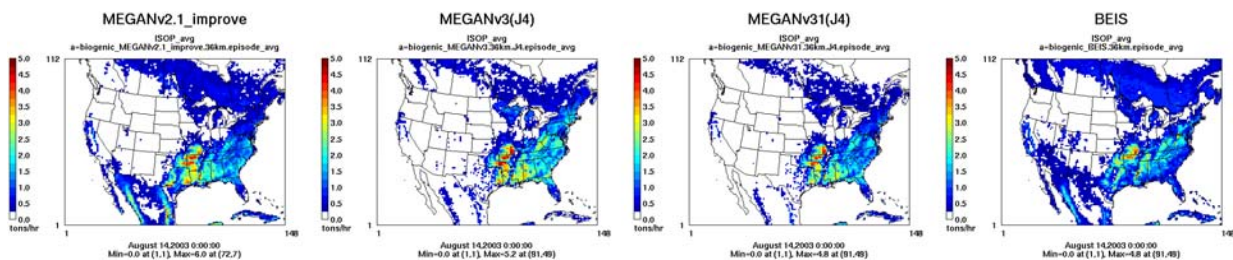 MEGANv2.1_improve
ISOP_avg
a=biogenic_MEGANv2.1_improve.36km.episode_avg
112
5.0
4.5
4.0
3.5
3.0
2.5
2.0
1.5
1.0
0.5
0.0
tons/hr
1
1
148
August 14,2003 0:00:00
Min=0.0 at (1,1), Max=6.0 at (72,7)
MEGANv3(J4)
ISOP_avg
a=biogenic_MEGANv3.36km.J4.episode_avg
112
5.0
4.5
4.0
3.5
3.0
2.5
2.0
1.5
1.0
0.5
0.0
tons/hr
1
1
148
August 14,2003 0:00:00
Min=0.0 at (1,1), Max=5.2 at (91,49)
MEGANv31(J4)
ISOP_avg
a=biogenic_MEGANv31.36km.J4.episode_avg
112
5.0
4.5
4.0
3.5
3.0
2.5
2.0
1.5
1.0
0.5
0.0
tons/hr
1
1
148
August 14,2003 0:00:00
Min=0.0 at (1,1), Max=4.8 at (91,49)
BEIS
ISOP_avg
a=biogenic_BEIS.36km.episode_avg
112
5.0
4.5
4.0
3.5
3.0
2.5
2.0
1.5
1.0
0.5
0.0
tons/hr
1
1
148
August 14,2003 0:00:00
Min=0.0 at (1,1), Max=4.8 at (91,49)